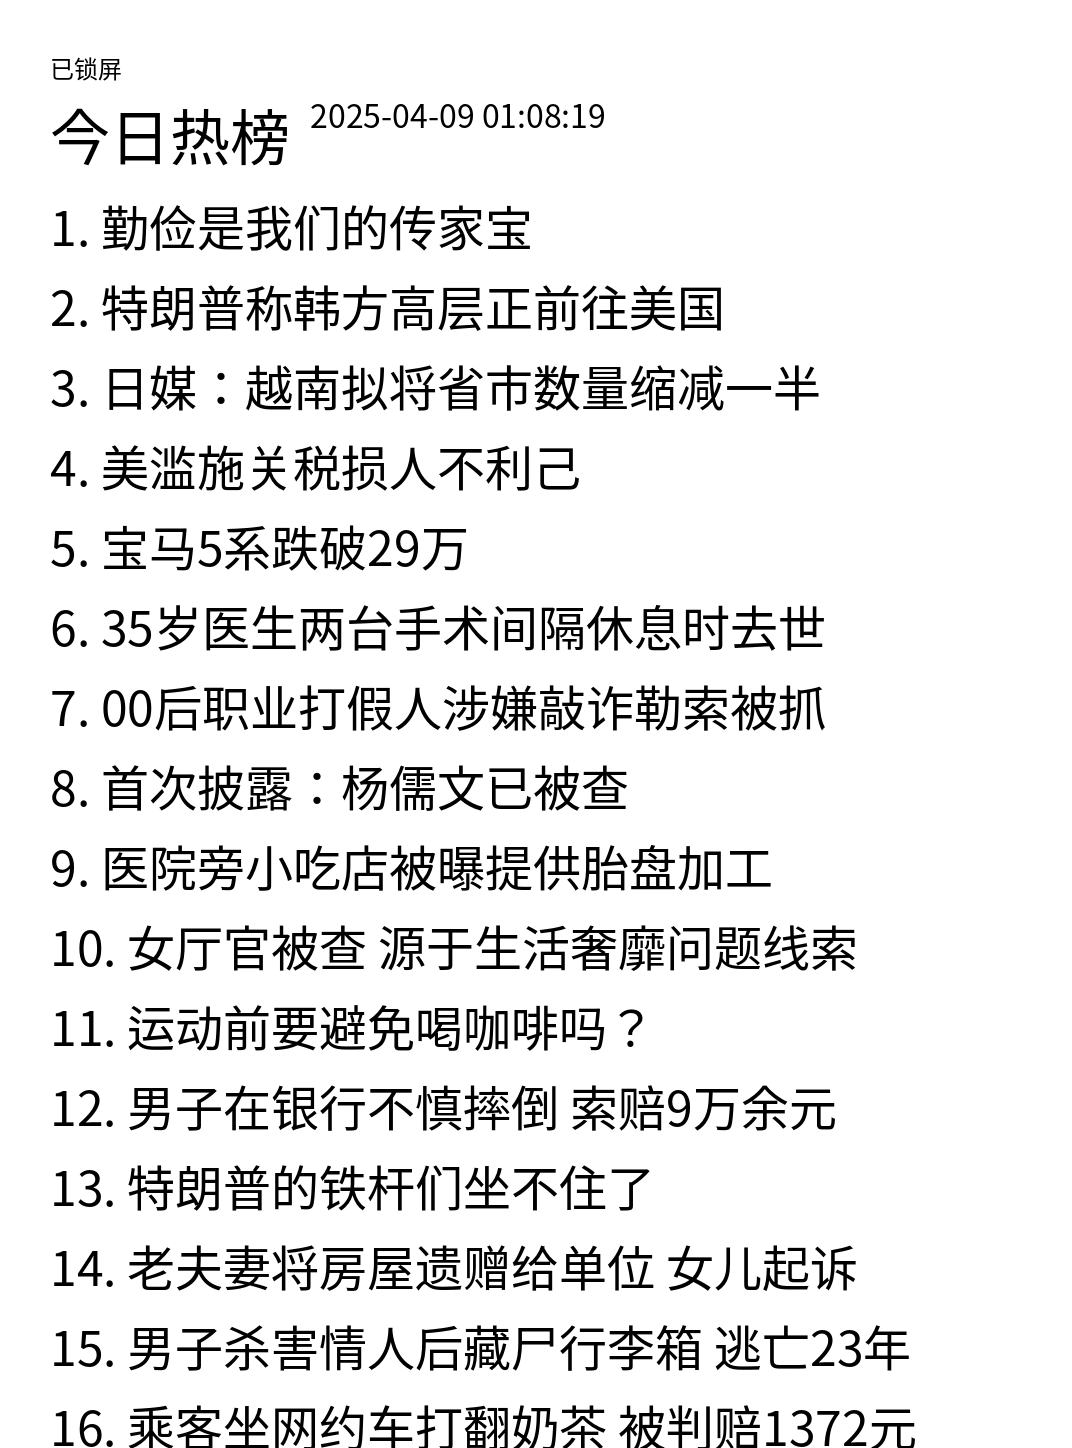 已锁屏
今日热榜 2025-04-09 01:08:19
1. 勤俭是我们的传家宝
2. 特朗普称韩方高层正前往美国
3. 日媒：越南拟将省市数量缩减一半
4. 美滥施关税损人不利己
5. 宝马5系跌破29万
6. 35岁医生两台手术间隔休息时去世
7. 00后职业打假人涉嫌敲诈勒索被抓
8. 首次披露：杨儒文已被查
9. 医院旁小吃店被曝提供胎盘加工
10. 女厅官被查 源于生活奢靡问题线索
11. 运动前要避免喝咖啡吗？
12. 男子在银行不慎摔倒 索赔9万余元
13. 特朗普的铁杆们坐不住了
14. 老夫妻将房屋遗赠给单位 女儿起诉
15. 男子杀害情人后藏尸行李箱 逃亡23年
16. 乘客坐网约车打翻奶茶 被判赔1372元